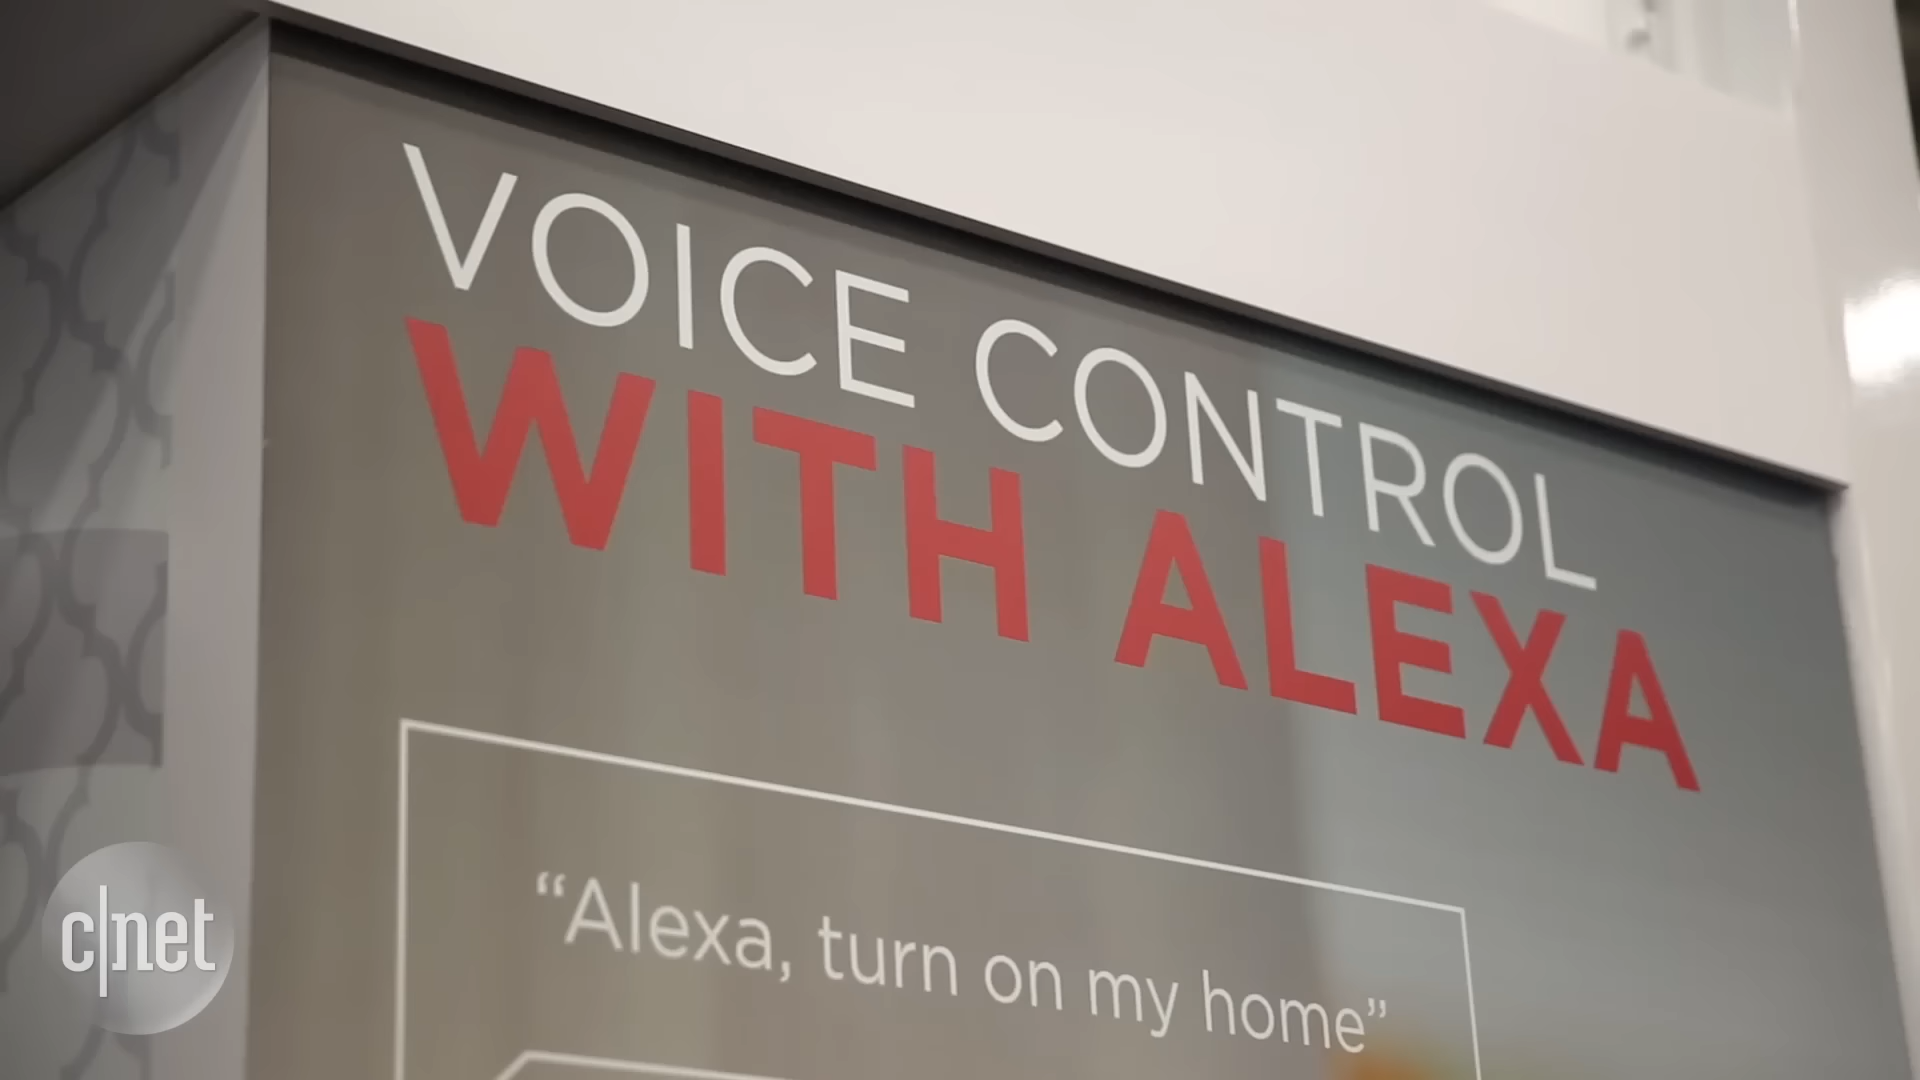 VOICE CONTROL
WITH ALEXA
“Alexa, turn on my home”
c|net